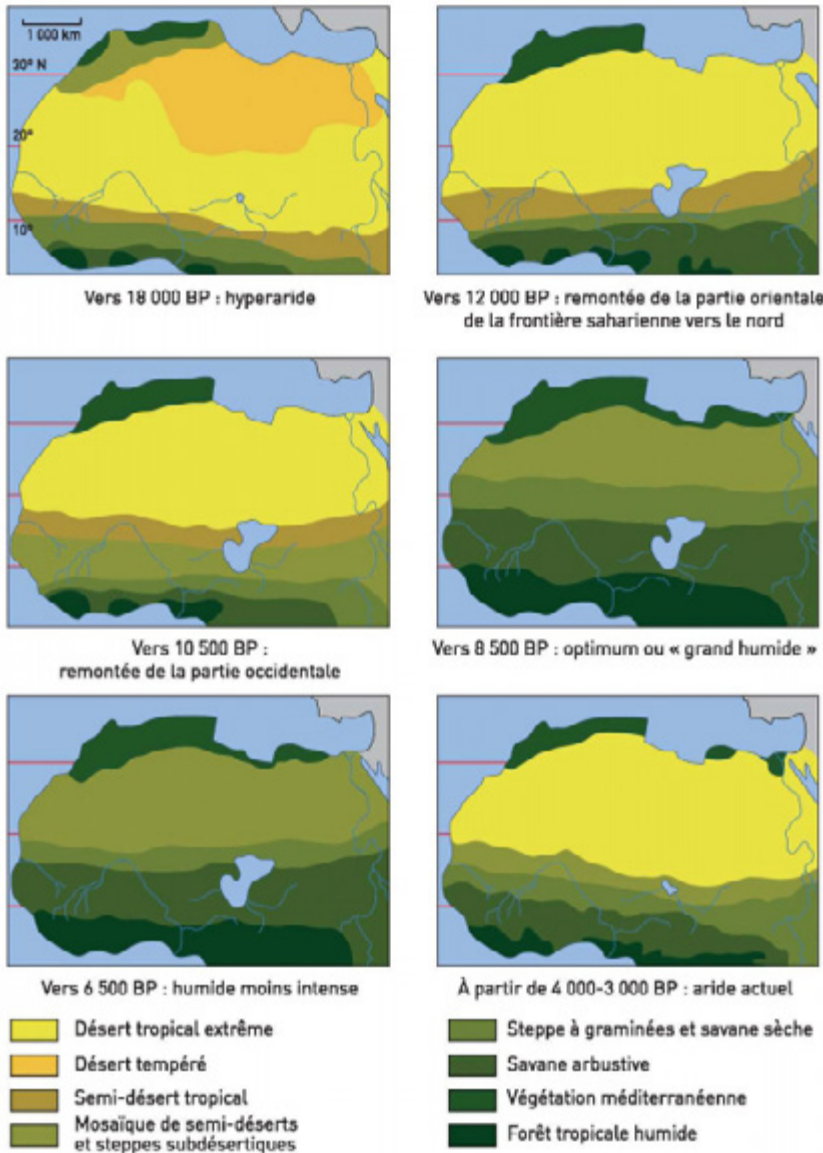 1 000 km
30° N
20°
10°
Vers 18 000 BP : hyperaride
Vers 12 000 BP : remontée de la partie orientale
de la frontière saharienne vers le nord
Vers 10 500 BP :
remontée de la partie occidentale
Vers 8 500 BP : optimum ou « grand humide »
Vers 6 500 BP : humide moins intense
À partir de 4 000-3 000 BP : aride actuel
Désert tropical extrême
Désert tempéré
Semi-désert tropical
Mosaïque de semi-déserts
et steppes subdésertiques
Steppe à graminées et savane sèche
Savane arbustive
Végétation méditerranéenne
Forêt tropicale humide